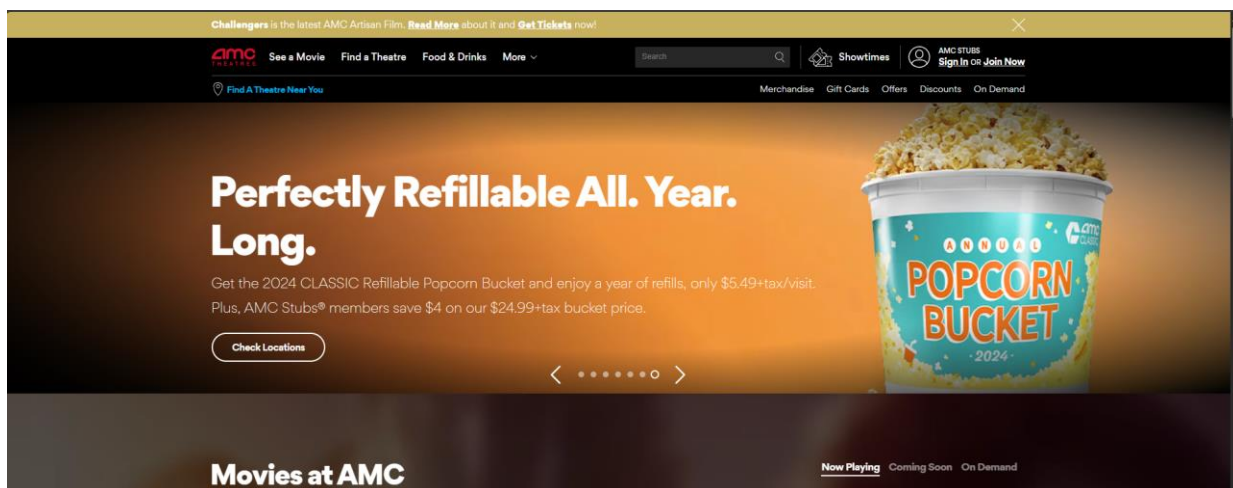 Challengers is the latest AMC Artisan Film. Read More about it and Get Tickets now!
amc
THEATRES
See a Movie
Find a Theatre
Food & Drinks
More
Search
Showtimes
AMC STUBS
Sign In OR Join Now
Find A Theatre Near You
Merchandise
Gift Cards
Offers
Discounts
On Demand
Perfectly Refillable All. Year.
Long.
Get the 2024 CLASSIC Refillable Popcorn Bucket and enjoy a year of refills, only $5.49+tax/visit.
Plus, AMC Stubs® members save $4 on our $24.99+tax bucket price.
Check Locations
amc
CLASSIC
ANNUAL
POPCORN
BUCKET
·2024·
Movies at AMC
Now Playing
Coming Soon
On Demand